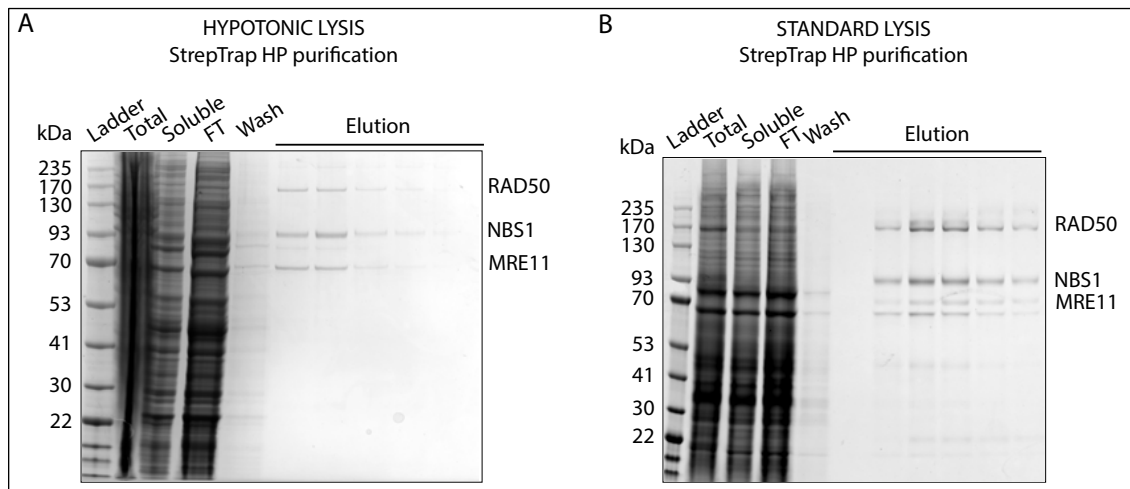 A
HYPOTONIC LYSIS
StrepTrap HP purification
kDa
Ladder
Total
Soluble
FT
Wash
Elution
235
170
130
93
70
53
41
30
22
RAD50
NBS1
MRE11
B
STANDARD LYSIS
StrepTrap HP purification
kDa
Ladder
Total
Soluble
FT
Wash
Elution
235
170
130
93
70
53
41
30
22
RAD50
NBS1
MRE11